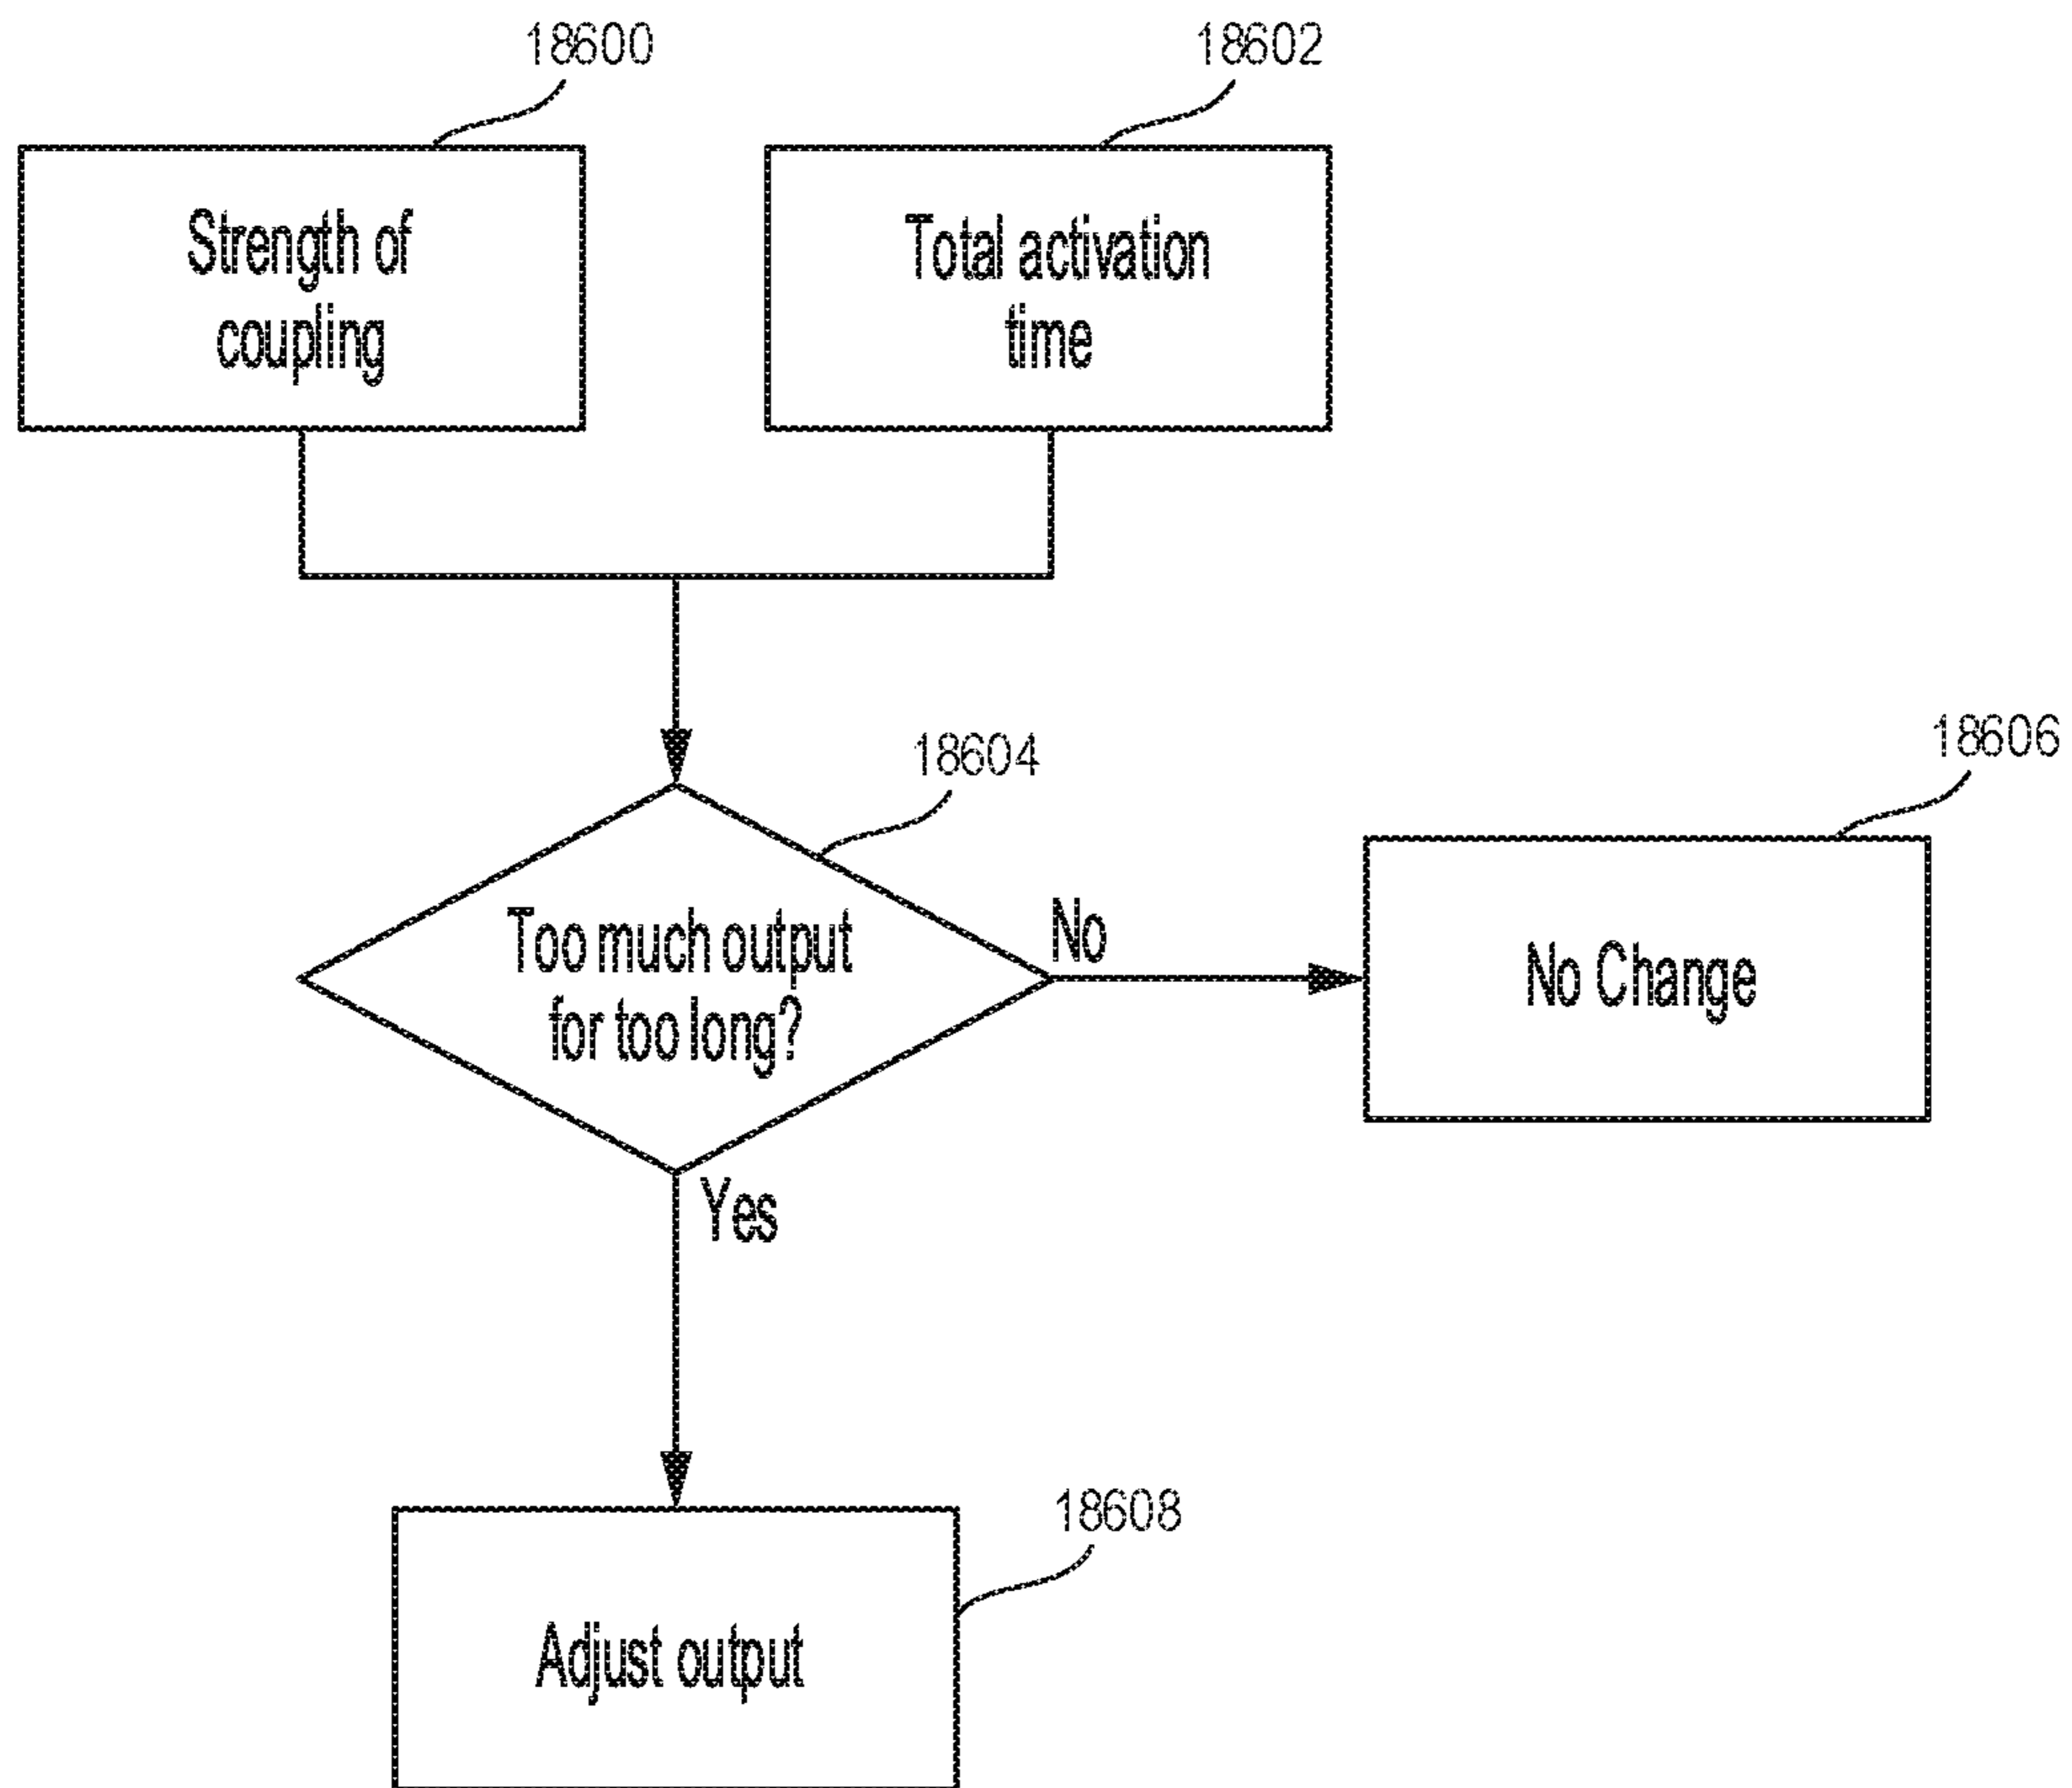 18600
18602
Strength of
coupling
Total activation
time
18604
18606
Too much output
for too long?
No
No Change
Yes
18608
Adjust output